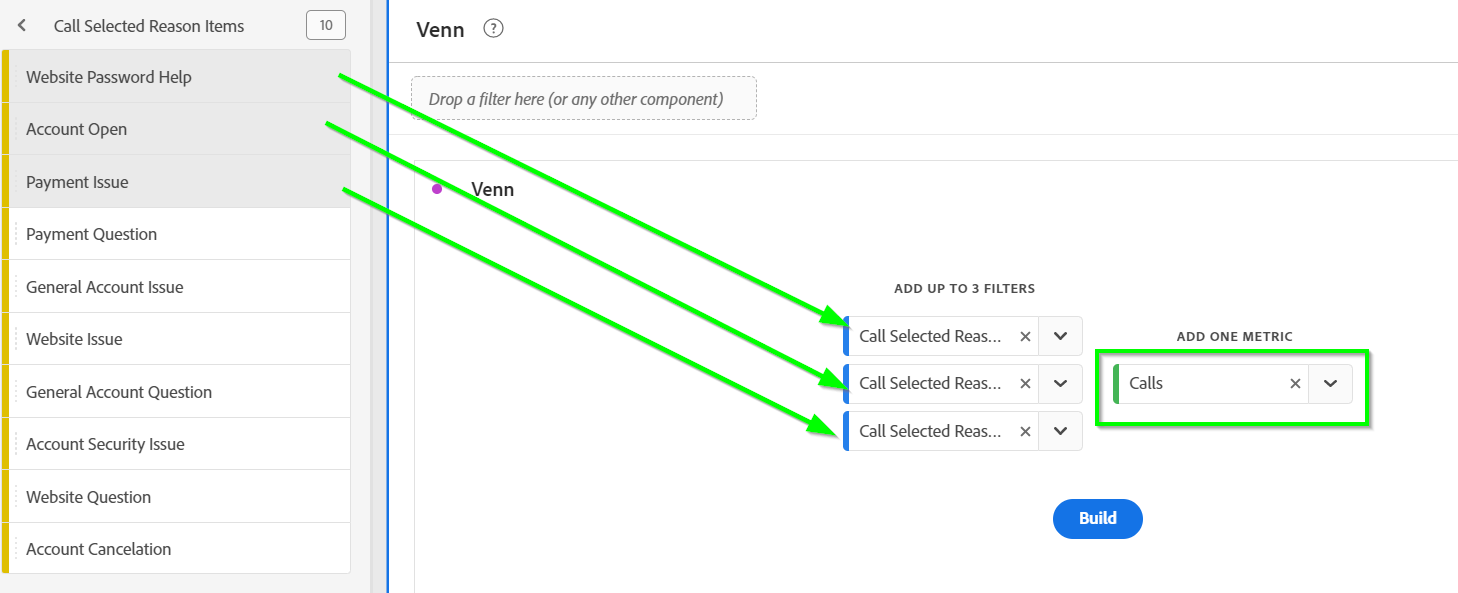 Call Selected Reason Items
10
Website Password Help
Account Open
Payment Issue
Payment Question
General Account Issue
Website Issue
General Account Question
Account Security Issue
Website Question
Account Cancelation
Venn ?
Drop a filter here (or any other component)
Venn
ADD UP TO 3 FILTERS
Call Selected Reas...
Call Selected Reas...
Call Selected Reas...
ADD ONE METRIC
Calls
Build